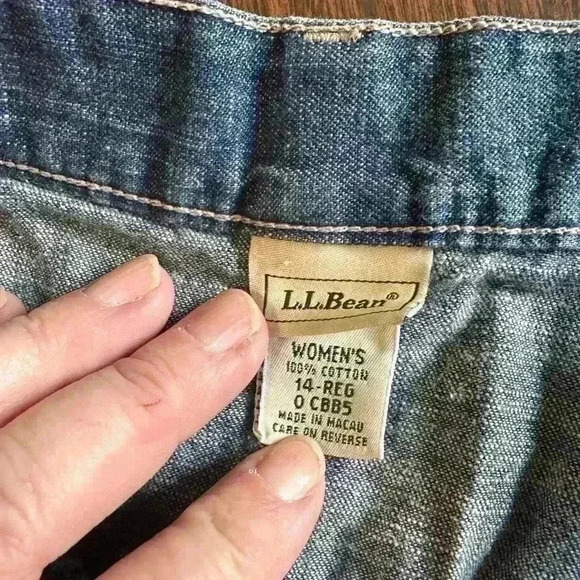 L.L.Bean®
WOMEN'S
100% COTTON
14-REG
0 CBB5
MADE IN MACAU
CARE ON REVERSE